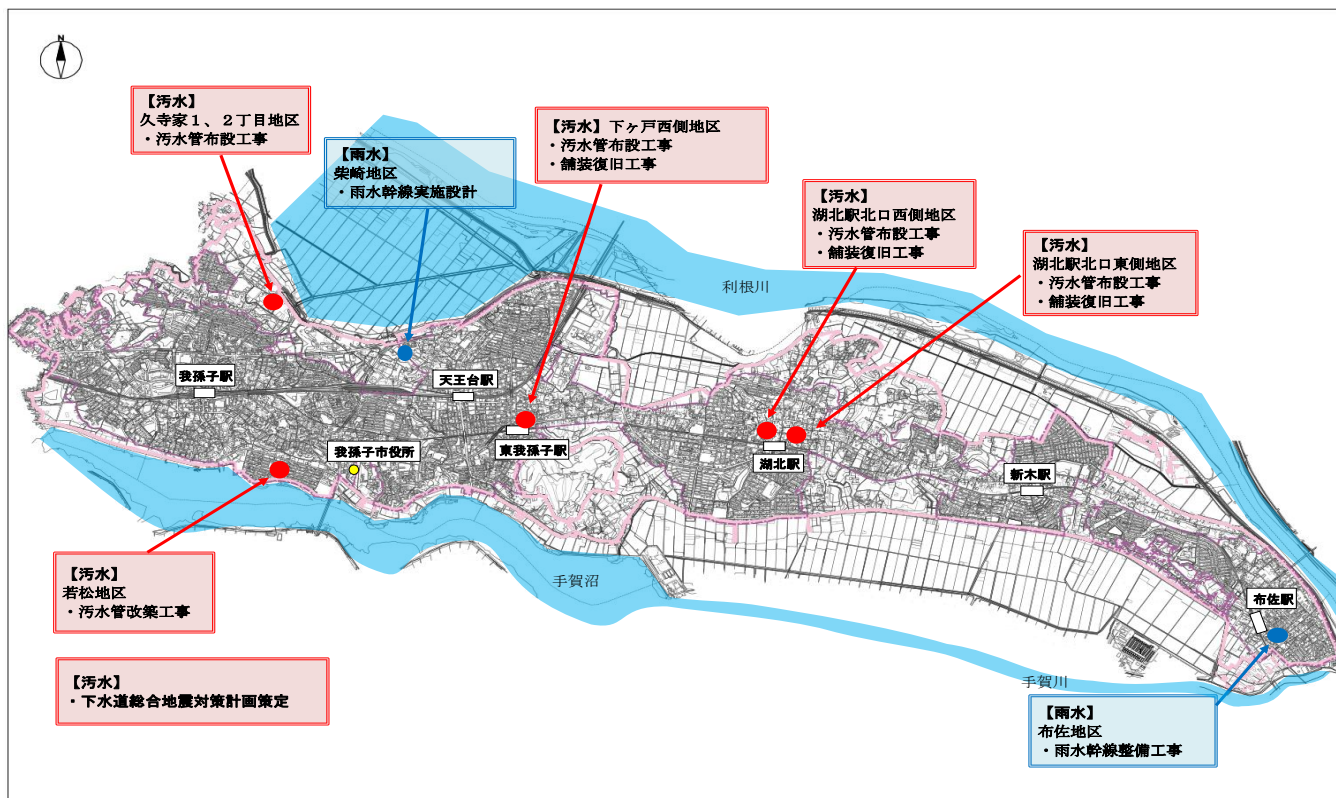 【汚水】
久寺家１、２丁目地区
・汚水管布設工事
【雨水】
柴崎地区
・雨水幹線実施設計
【汚水】下ヶ戸西側地区
・汚水管布設工事
・舗装復旧工事
【汚水】
湖北駅北口西側地区
・汚水管布設工事
・舗装復旧工事
【汚水】
湖北駅北口東側地区
・汚水管布設工事
・舗装復旧工事
利根川
我孫子駅
天王台駅
我孫子市役所
東我孫子駅
湖北駅
新木駅
布佐駅
手賀沼
手賀川
【汚水】
若松地区
・汚水管改築工事
【汚水】
・下水道総合地震対策計画策定
【雨水】
布佐地区
・雨水幹線整備工事